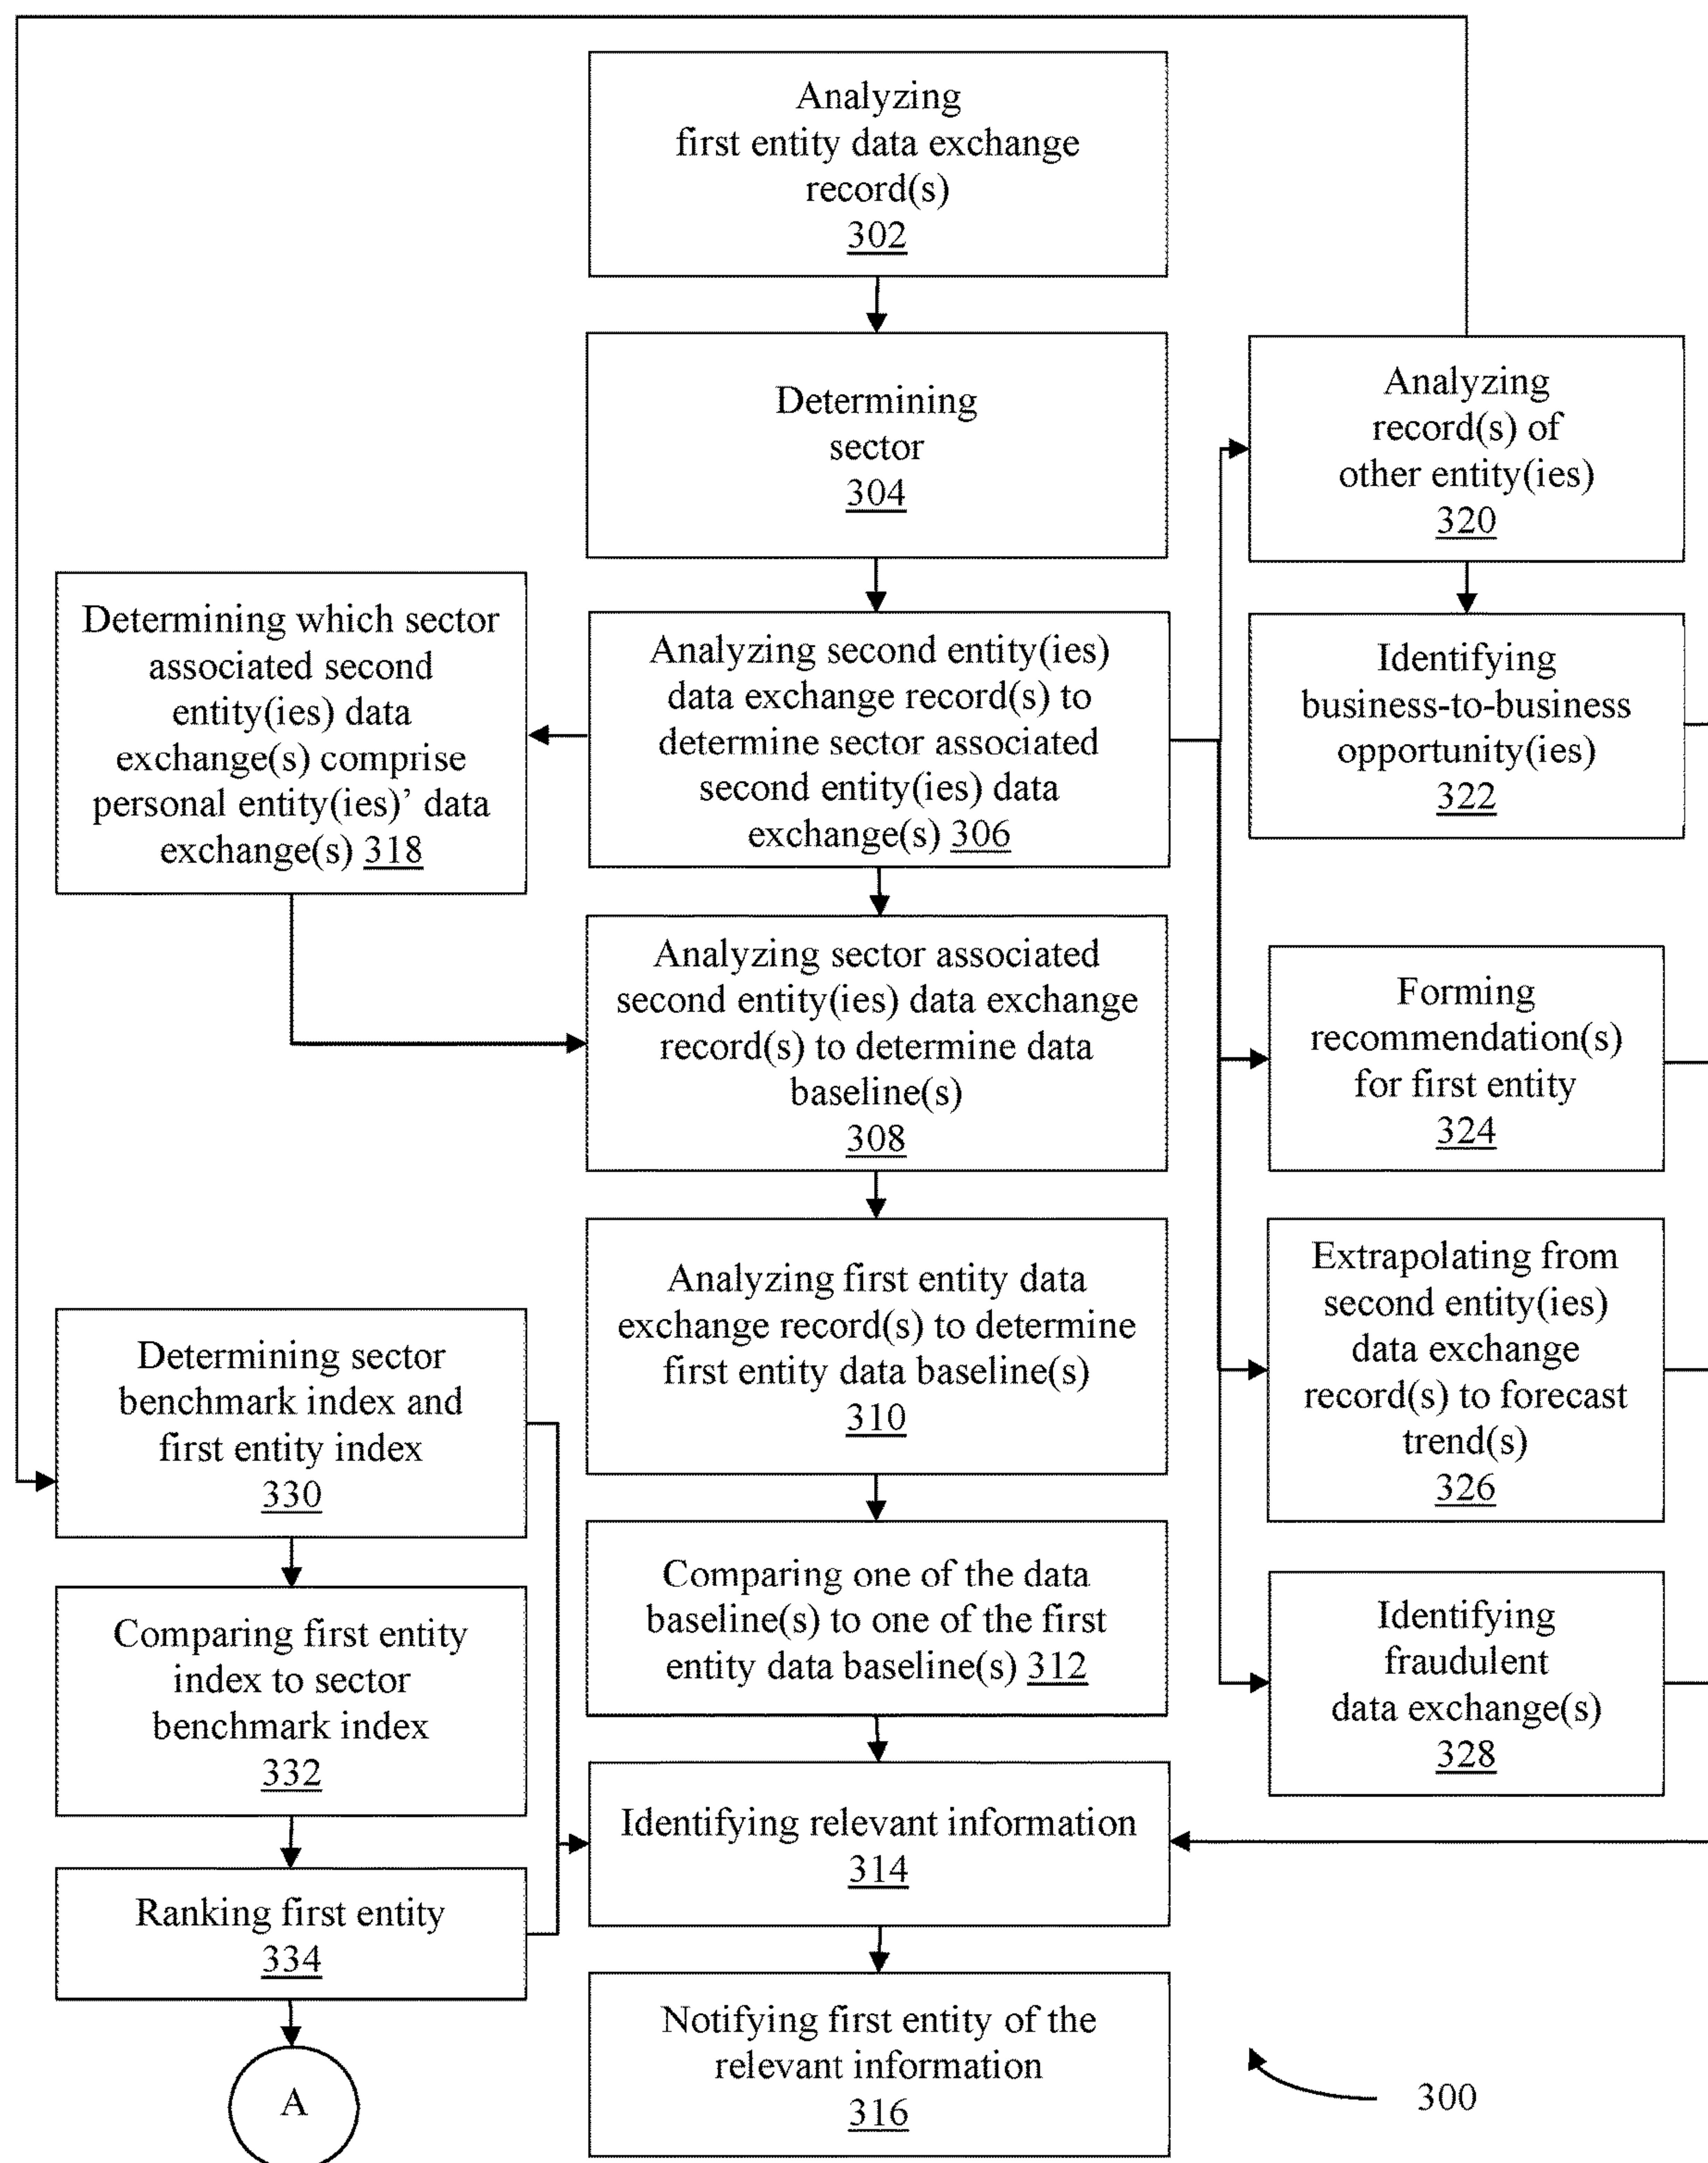 Analyzing
first entity data exchange
record(s)
302
Determining
sector
304
Analyzing
record(s) of
other entity(ies)
320
Determining which sector
associated second
entity(ies) data
exchange(s) comprise
personal entity(ies)’ data
exchange(s) 318
Analyzing second entity(ies)
data exchange record(s) to
determine sector associated
second entity(ies) data
exchange(s) 306
Identifying
business-to-business
opportunity(ies)
322
Analyzing sector associated
second entity(ies) data exchange
record(s) to determine data
baseline(s)
308
Forming
recommendation(s)
for first entity
324
Analyzing first entity data
exchange record(s) to determine
first entity data baseline(s)
310
Extrapolating from
second entity(ies)
data exchange
record(s) to forecast
trend(s)
326
Determining sector
benchmark index and
first entity index
330
Comparing one of the data
baseline(s) to one of the first
entity data baseline(s) 312
Identifying
fraudulent
data exchange(s)
328
Comparing first entity
index to sector
benchmark index
332
Identifying relevant information
314
Ranking first entity
334
Notifying first entity of the
relevant information
316
A
300